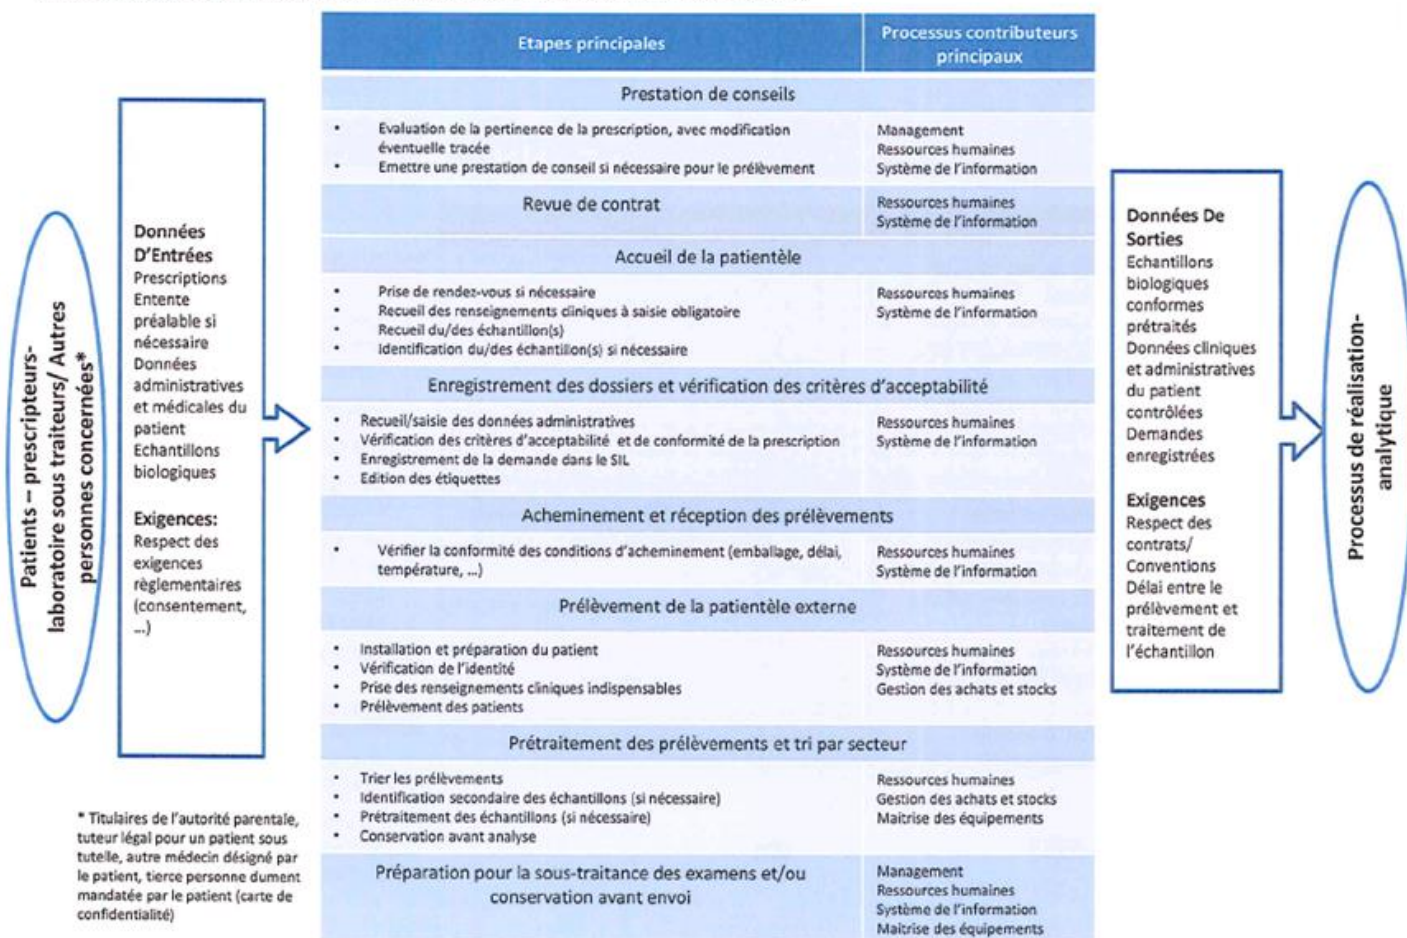 Patients – prescripteurs-
laboratoire sous traiteurs/ Autres
personnes concernées*
Données
D'Entrées
Prescriptions
Entente
préalable si
nécessaire
Données
administratives
et médicales du
patient
Echantillons
biologiques
Exigences:
Respect des
exigences
règlementaires
(consentement,
...)
* Titulaires de l'autorité parentale,
tuteur légal pour un patient sous
tutelle, autre médecin désigné par
le patient, tierce personne dument
mandatée par le patient (carte de
confidentialité)
Etapes principales
Processus contributeurs
principaux
Prestation de conseils
• Evaluation de la pertinence de la prescription, avec modification
éventuelle tracée
• Emettre une prestation de conseil si nécessaire pour le prélèvement
Management
Ressources humaines
Système de l'information
Revue de contrat
Ressources humaines
Système de l'information
Accueil de la patientèle
• Prise de rendez-vous si nécessaire
• Recueil des renseignements cliniques à saisie obligatoire
• Recueil du/des échantillon(s)
• Identification du/des échantillon(s) si nécessaire
Ressources humaines
Système de l'information
Enregistrement des dossiers et vérification des critères d'acceptabilité
• Recueil/saisie des données administratives
• Vérification des critères d'acceptabilité et de conformité de la prescription
• Enregistrement de la demande dans le SIL
• Edition des étiquettes
Ressources humaines
Système de l'information
Acheminement et réception des prélèvements
• Vérifier la conformité des conditions d'acheminement (emballage, délai,
température, ...)
Ressources humaines
Système de l'information
Prélèvement de la patientèle externe
• Installation et préparation du patient
• Vérification de l'identité
• Prise des renseignements cliniques indispensables
• Prélèvement des patients
Ressources humaines
Système de l'information
Gestion des achats et stocks
Prétraitement des prélèvements et tri par secteur
• Trier les prélèvements
• Identification secondaire des échantillons (si nécessaire)
• Prétraitement des échantillons (si nécessaire)
• Conservation avant analyse
Ressources humaines
Gestion des achats et stocks
Maitrise des équipements
Préparation pour la sous-traitance des examens et/ou
conservation avant envoi
Management
Ressources humaines
Système de l'information
Maitrise des équipements
Données De
Sorties
Echantillons
biologiques
conformes
prétraités
Données cliniques
et administratives
du patient
contrôlées
Demandes
enregistrées
Exigences
Respect des
contrats/
Conventions
Délai entre le
prélèvement et
traitement de
l'échantillon
Processus de réalisation-
analytique